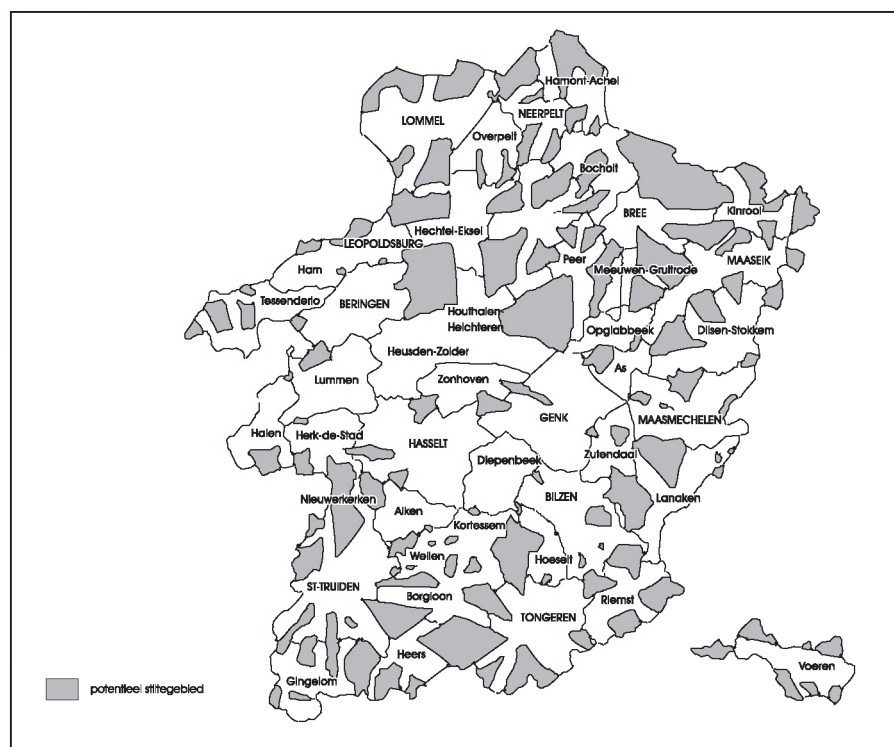 Hamont-Achel
NEERPELT
LOMMEL
Overpelt
Bocholt
Kinrooi
BREE
Hechtel-Eksel
LEOPOLDSBURG
Peer
MAASEIK
Ham
Meeuwen-Gruitrode
Tessenderlo
BERINGEN
Houthalen
Helchteren
Opglabbeek
Dilsen-Stokkem
Heusden-Zolder
As
Lummen
Zonhoven
GENK
MAASMECHELEN
Halen
Herk-de-Stad
HASSELT
Zutendaal
Diepenbeek
Nieuwerkerken
BILZEN
Lanaken
Alken
Kortessem
Wellen
Hoeselt
ST-TRUIDEN
Borgloon
Riemst
TONGEREN
Heers
Voeren
Gingelom
potentieel stiltegebied